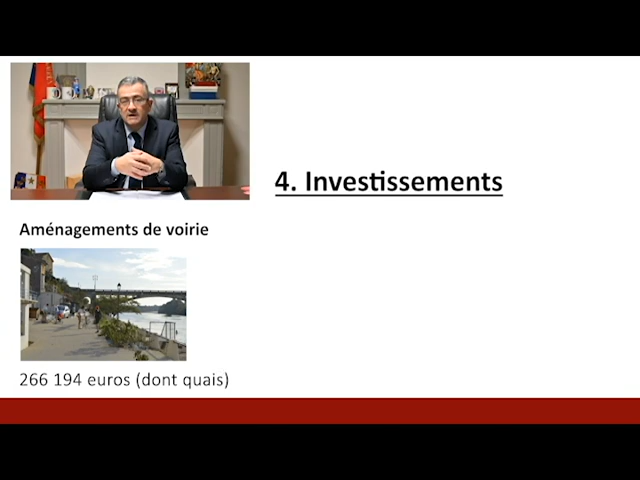 4. Investissements
Aménagements de voirie
266 194 euros (dont quais)